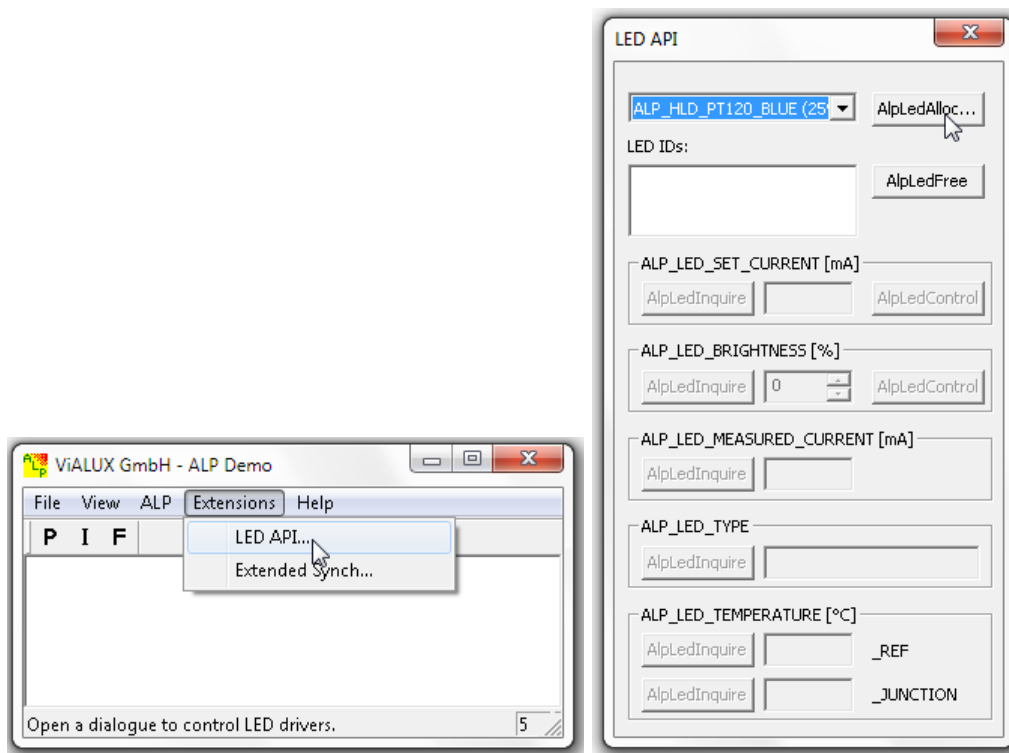 ViALUX GmbH - ALP Demo
File View ALP Extensions Help
P I F
LED API...
Extended Synch...
Open a dialogue to control LED drivers.
5
LED API
ALP_HLD_PT120_BLUE (25
AlpLedAlloc...
LED IDs:
AlpLedFree
ALP_LED_SET_CURRENT [mA]
AlpLedInquire
AlpLedControl
ALP_LED_BRIGHTNESS [%]
AlpLedInquire
0
AlpLedControl
ALP_LED_MEASURED_CURRENT [mA]
AlpLedInquire
ALP_LED_TYPE
AlpLedInquire
ALP_LED_TEMPERATURE [°C]
AlpLedInquire
_REF
AlpLedInquire
_JUNCTION